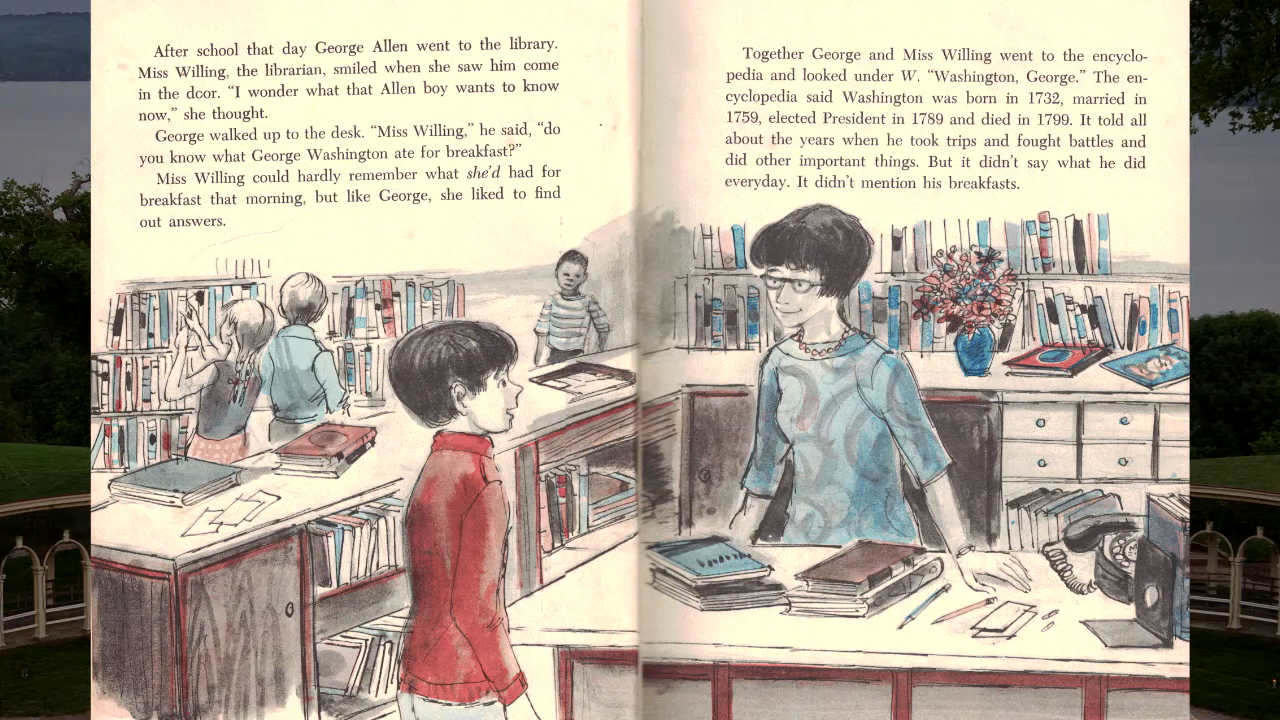 After school that day George Allen went to the library.
Miss Willing, the librarian, smiled when she saw him come
in the door. “I wonder what that Allen boy wants to know
now,” she thought.
George walked up to the desk. “Miss Willing,” he said, “do
you know what George Washington ate for breakfast?”
Miss Willing could hardly remember what she’d had for
breakfast that morning, but like George, she liked to find
out answers.
Together George and Miss Willing went to the encyclo-
pedia and looked under W. “Washington, George.” The en-
cyclopedia said Washington was born in 1732, married in
1759, elected President in 1789 and died in 1799. It told all
about the years when he took trips and fought battles and
did other important things. But it didn’t say what he did
everyday. It didn’t mention his breakfasts.